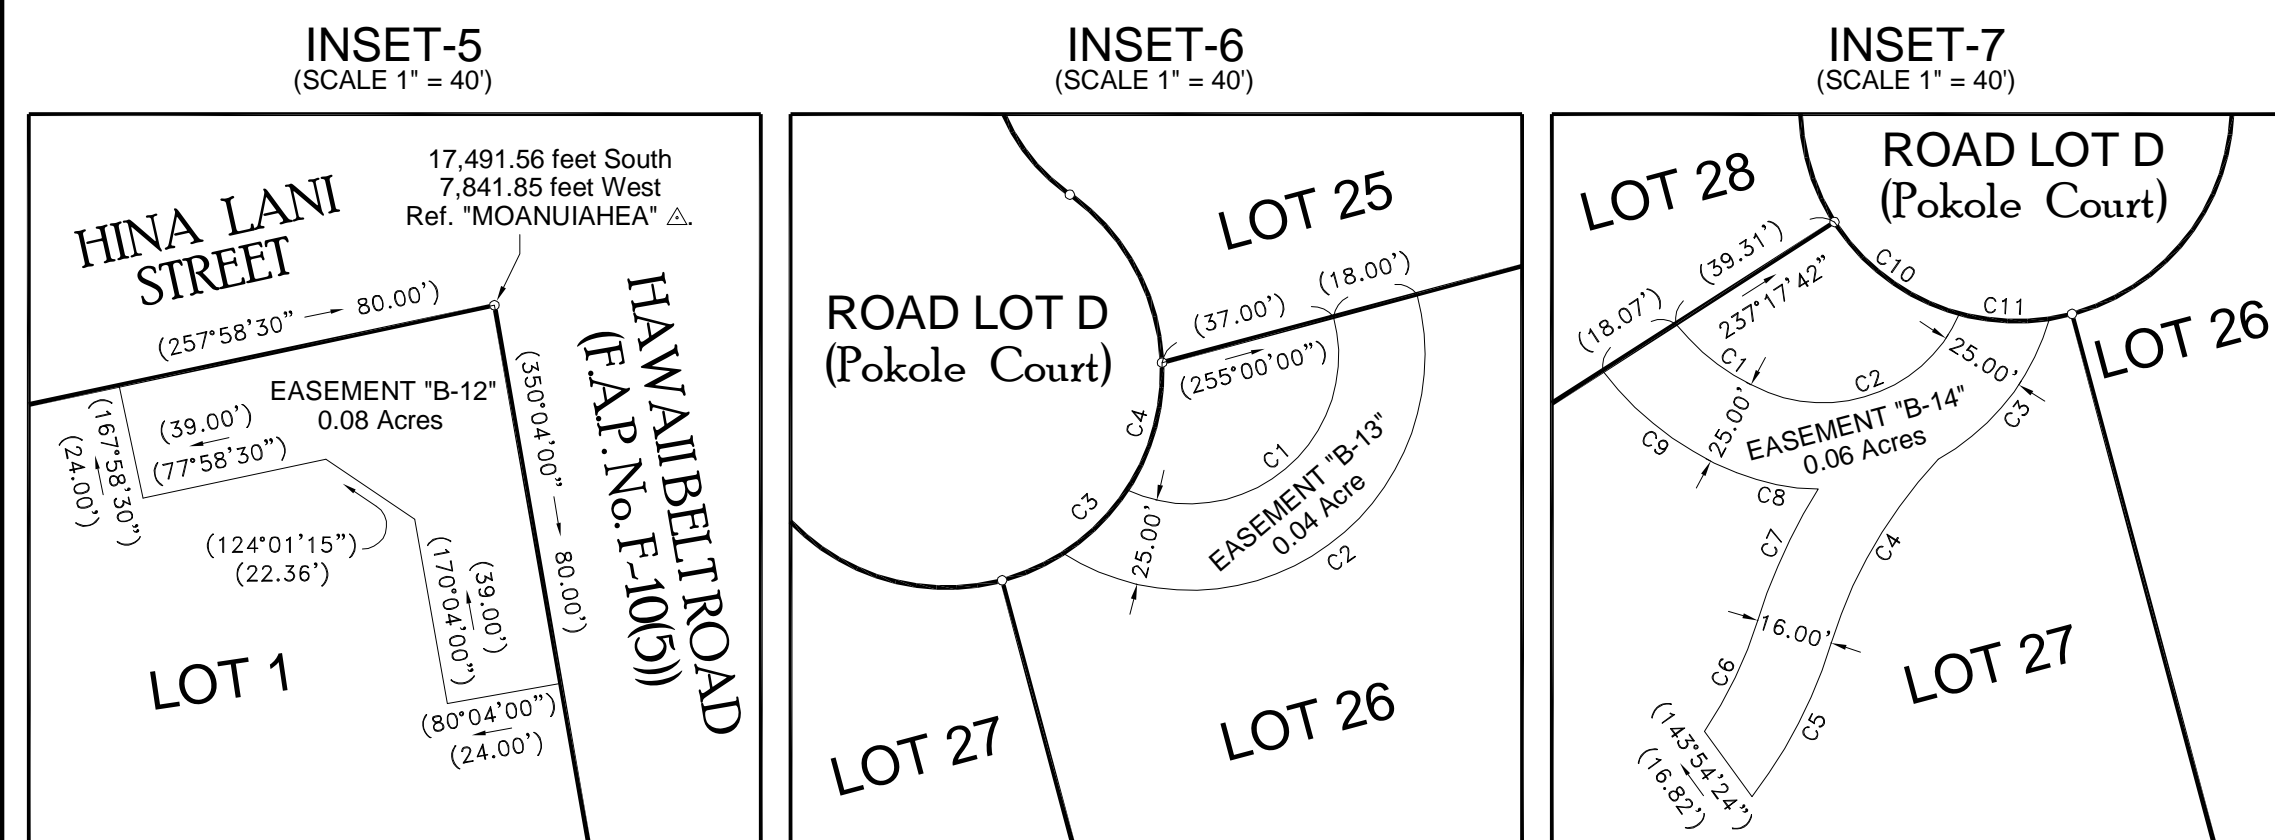 INSET-5
(SCALE 1" = 40')
17,491.56 feet South
7,841.85 feet West
Ref. "MOANUIAHEA" △.
HINA LANI
STREET
(257°58'30" 80.00')
HAWAII BELT ROAD
(F.A.P. No. F-10(5))
(350°04'00" 80.00')
EASEMENT "B-12"
0.08 Acres
(39.00')
(77°58'30")
(167°58'30")
(24.00')
(124°01'15")
(22.36')
(39.00')
(170°04'00")
(80°04'00")
(24.00')
LOT 1
INSET-6
(SCALE 1" = 40')
LOT 25
ROAD LOT D
(Pokole Court)
(18.00')
(37.00')
(255°00'00")
C4
C1
C3
EASEMENT "B-13"
0.04 Acre
25.00'
C2
LOT 27
LOT 26
INSET-7
(SCALE 1" = 40')
ROAD LOT D
(Pokole Court)
LOT 28
(39.31')
237°17'42"
(18.07')
C10
C11
LOT 26
C1
C2
25.00'
25.00'
C3
EASEMENT "B-14"
0.06 Acres
C9
C8
C7
C4
16.00'
C6
C5
LOT 27
(143°54'24")
(16.82')